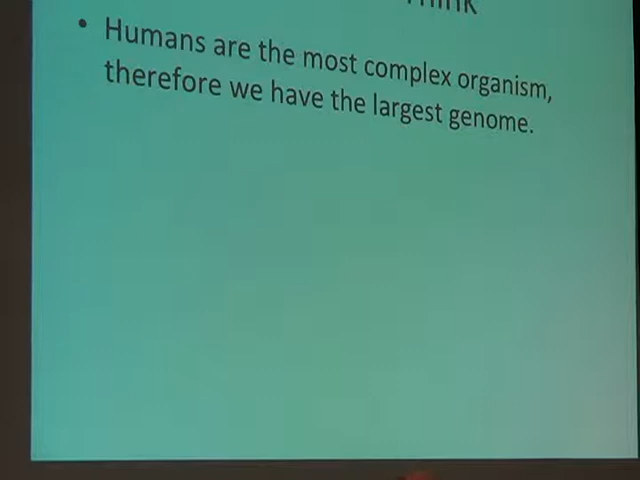 Think
• Humans are the most complex organism,
therefore we have the largest genome.